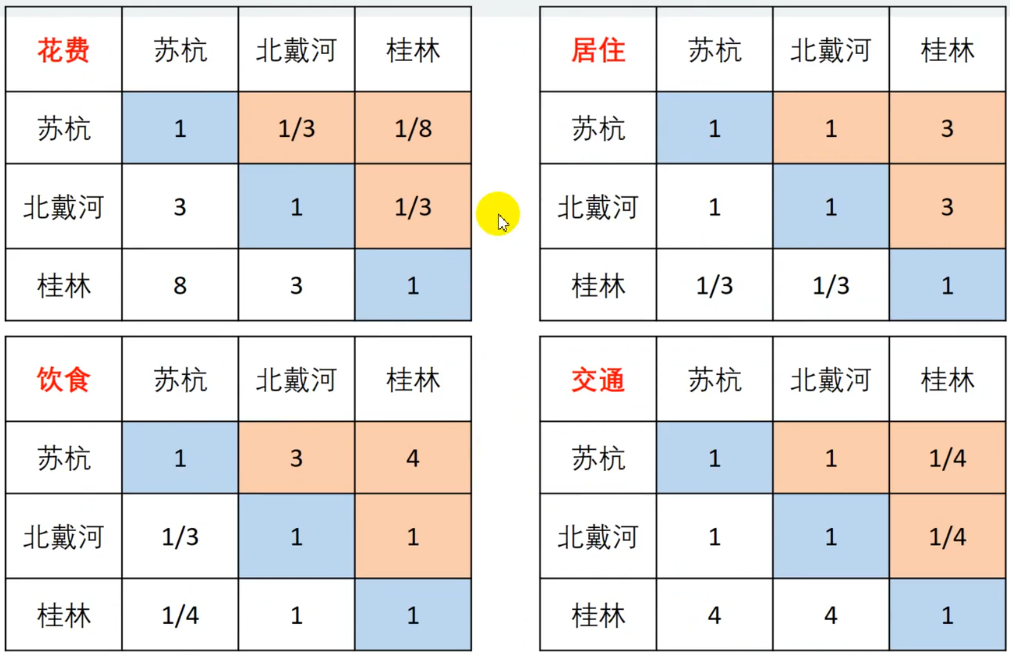 花费 苏杭 北戴河 桂林
苏杭 1 1/3 1/8
北戴河 3 1 1/3
桂林 8 3 1
居住 苏杭 北戴河 桂林
苏杭 1 1 3
北戴河 1 1 3
桂林 1/3 1/3 1
饮食 苏杭 北戴河 桂林
苏杭 1 3 4
北戴河 1/3 1 1
桂林 1/4 1 1
交通 苏杭 北戴河 桂林
苏杭 1 1 1/4
北戴河 1 1 1/4
桂林 4 4 1